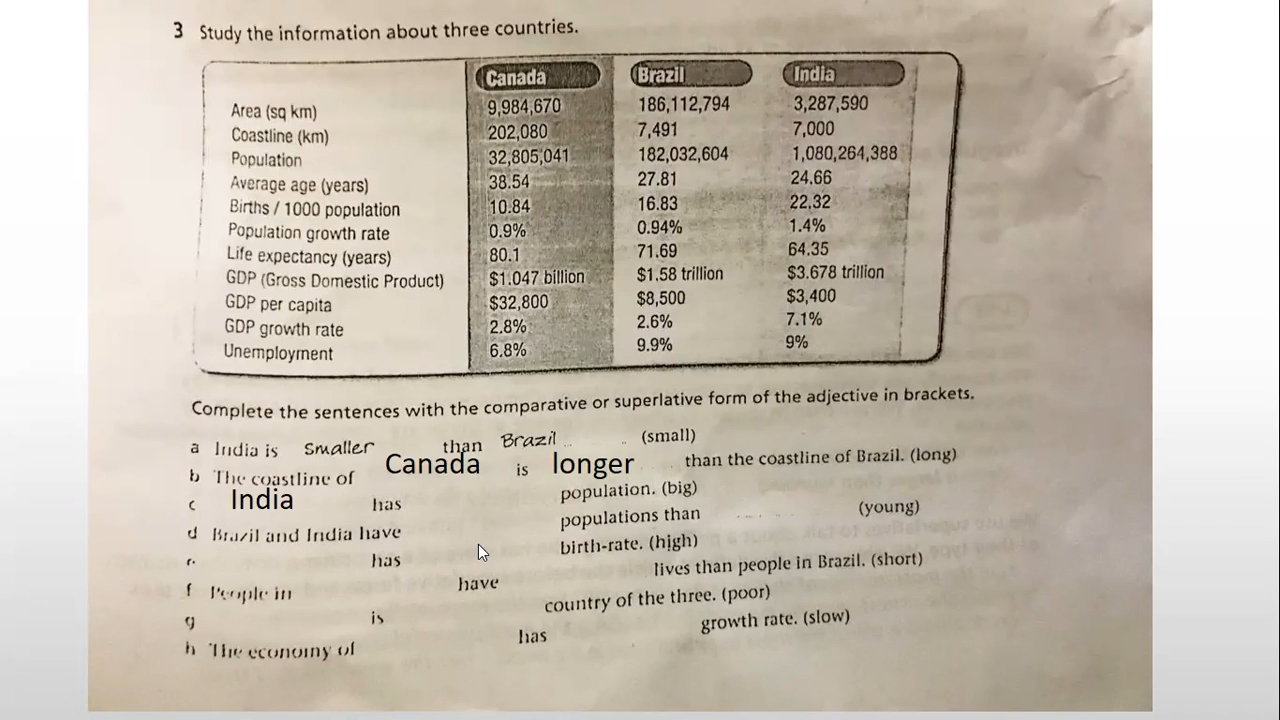 3 Study the information about three countries.
Canada Brazil India
Area (sq km) 9,984,670 186,112,794 3,287,590
Coastline (km) 202,080 7,491 7,000
Population 32,805,041 182,032,604 1,080,264,388
Average age (years) 38.54 27.81 24.66
Births / 1000 population 10.84 16.83 22.32
Population growth rate 0.9% 0.94% 1.4%
Life expectancy (years) 80.1 71.69 64.35
GDP (Gross Domestic Product) $1.047 billion $1.58 trillion $3.678 trillion
GDP per capita $32,800 $8,500 $3,400
GDP growth rate 2.8% 2.6% 7.1%
Unemployment 6.8% 9.9% 9%
Complete the sentences with the comparative or superlative form of the adjective in brackets.
a India is smaller than Brazil (small)
b The coastline of Canada is longer than the coastline of Brazil. (long)
c India has population. (big)
d Brazil and India have populations than (young)
e has birth-rate. (high)
f People in have lives than people in Brazil. (short)
g is country of the three. (poor)
h The economy of has growth rate. (slow)